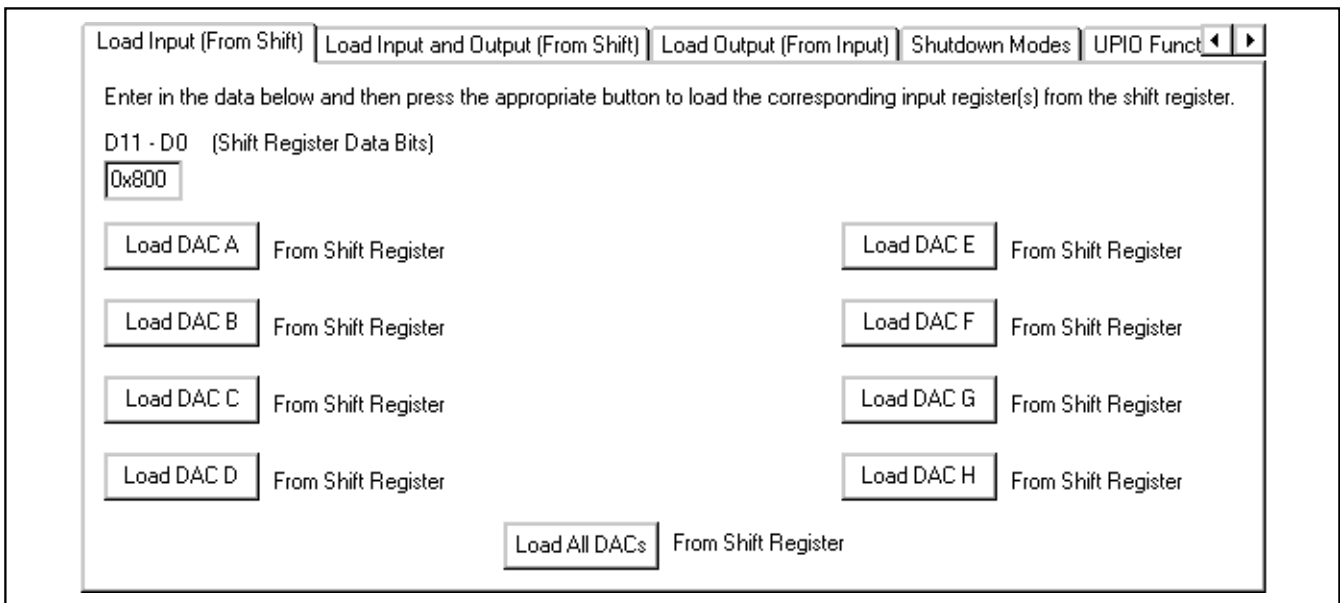 Load Input (From Shift) Load Input and Output (From Shift) Load Output (From Input) Shutdown Modes UPIO Funct
Enter in the data below and then press the appropriate button to load the corresponding input register(s) from the shift register.
D11 - D0 (Shift Register Data Bits)
0x800
Load DAC A From Shift Register Load DAC E From Shift Register
Load DAC B From Shift Register Load DAC F From Shift Register
Load DAC C From Shift Register Load DAC G From Shift Register
Load DAC D From Shift Register Load DAC H From Shift Register
Load All DACs From Shift Register